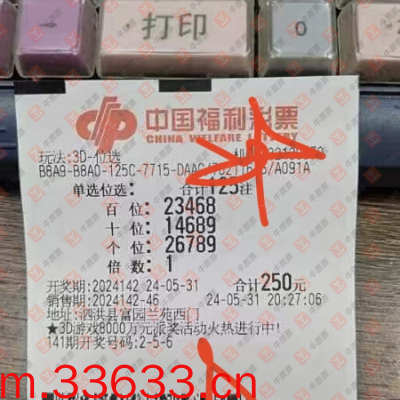 打印
0
中国福利彩票
CHINA WELFARE LOTTERY
玩法:3D-位选
B6A9-B8A0-125C-7715-DAAC
/A091A
单选位选: 合计125注
百位: 23468
十位: 14689
个位: 26789
倍数: 1
开奖期:2024142 24-05-31 合计250元
销售期:2024142-46 24-05-31 20:27:06
地址:泗洪县富园兰苑西门
★3D游戏8000万元派奖活动火热进行中!
141期开奖号码:2-5-6
m.33633.cn